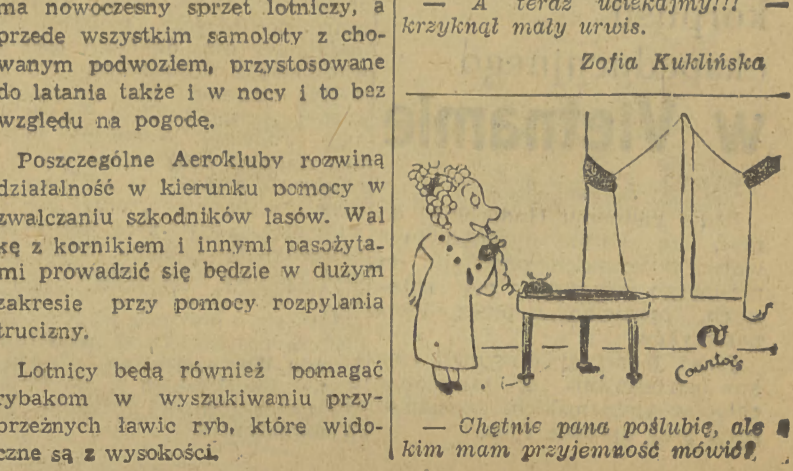 ma nowoczesny sprzęt lotniczy, a
przede wszystkim samoloty z cho-
wanym podwoziem, przystosowane
do latania także i w nocy i to bez
względu na pogodę.
Poszczególne Aerokluby rozwiną
działalność w kierunku pomocy w
zwalczaniu szkodników lasów. Wal
kę z kornikiem i innymi pasożyta-
mi prowadzić się będzie w dużym
zakresie przy pomocy rozpylania
trucizny.
Lotnicy będą również pomagać
rybakom w wyszukiwaniu przy-
brzeżnych ławic ryb, które wido-
czne są z wysokości.
— A teraz uciekajmy!!! —
krzyknął mały urwis.
Zofia Kuklińska
— Chętnie pana poślubię, ale
kim mam przyjemność mówić?